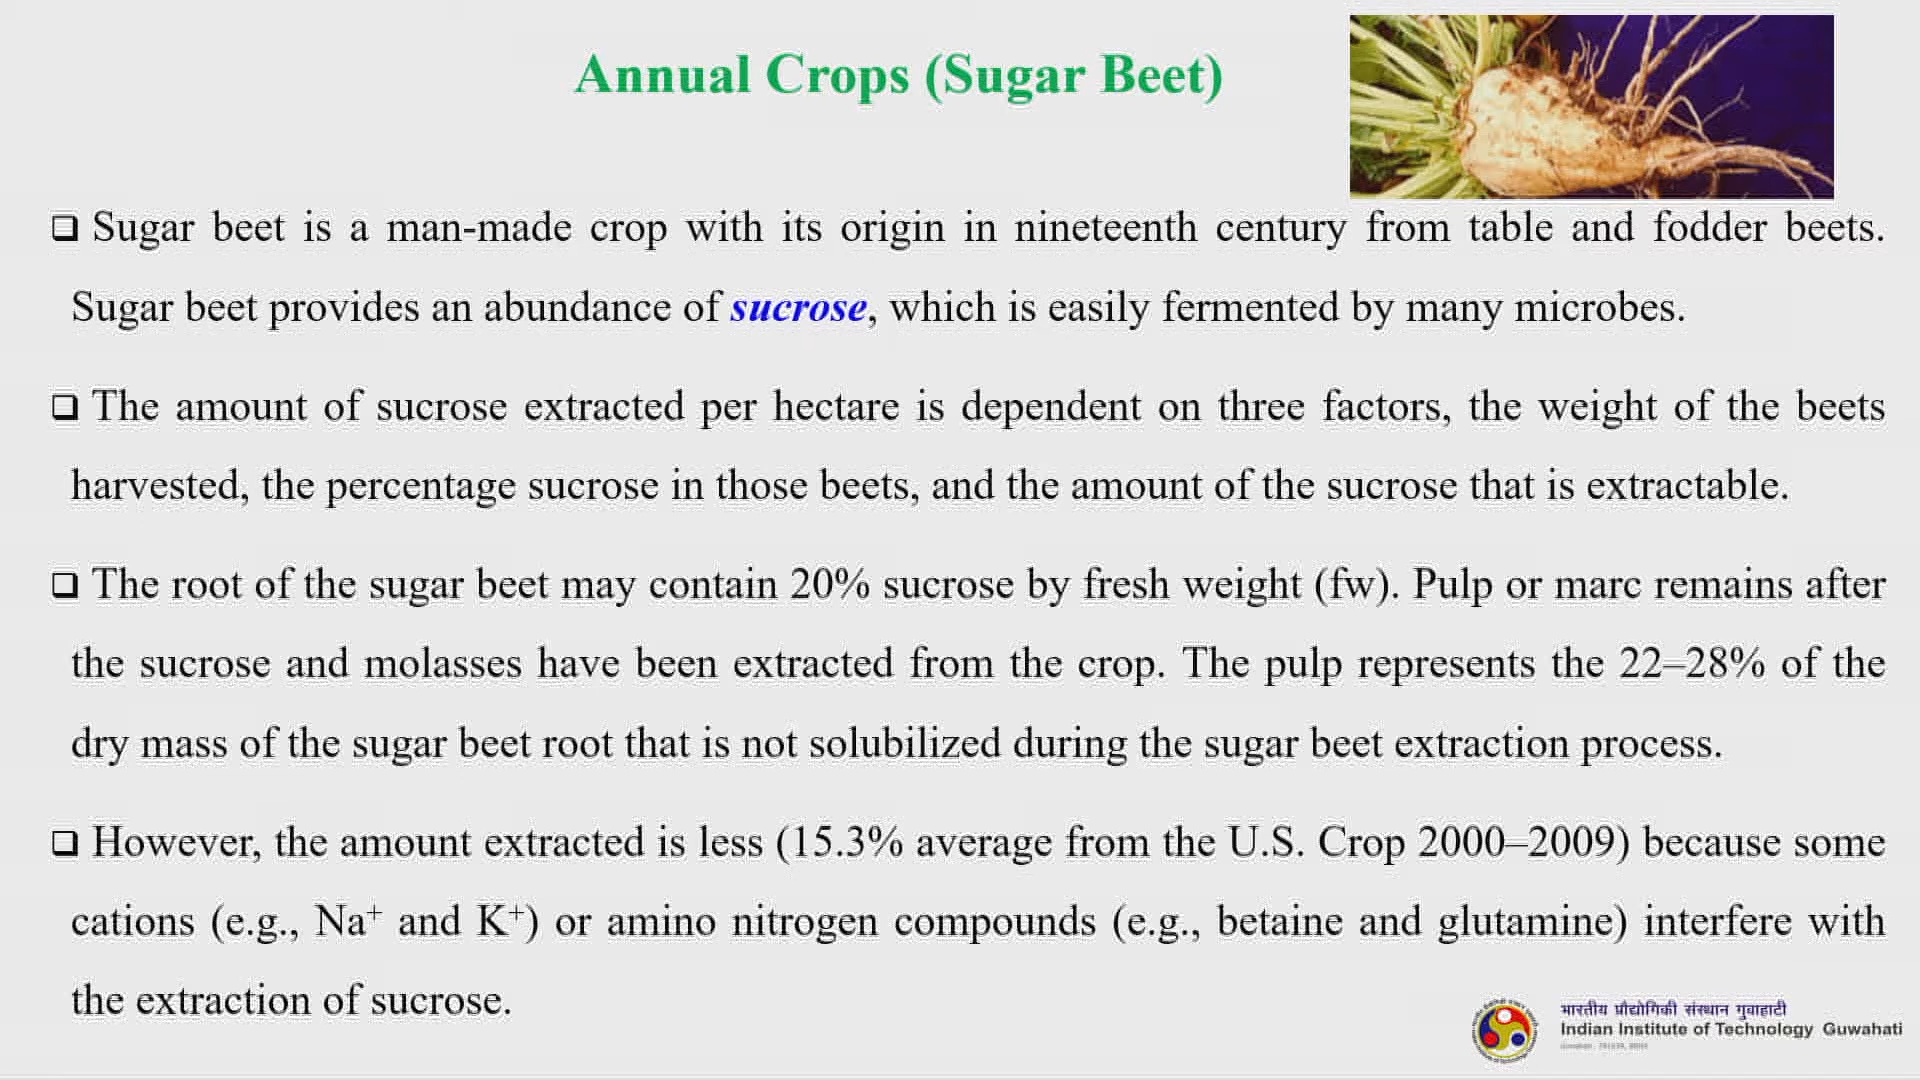 Annual Crops (Sugar Beet)
❑ Sugar beet is a man-made crop with its origin in nineteenth century from table and fodder beets.
Sugar beet provides an abundance of sucrose, which is easily fermented by many microbes.
❑ The amount of sucrose extracted per hectare is dependent on three factors, the weight of the beets
harvested, the percentage sucrose in those beets, and the amount of the sucrose that is extractable.
❑ The root of the sugar beet may contain 20% sucrose by fresh weight (fw). Pulp or marc remains after
the sucrose and molasses have been extracted from the crop. The pulp represents the 22–28% of the
dry mass of the sugar beet root that is not solubilized during the sugar beet extraction process.
❑ However, the amount extracted is less (15.3% average from the U.S. Crop 2000–2009) because some
cations (e.g., Na⁺ and K⁺) or amino nitrogen compounds (e.g., betaine and glutamine) interfere with
the extraction of sucrose.
भारतीय प्रौद्योगिकी संस्थान गुवाहाटी
Indian Institute of Technology Guwahati